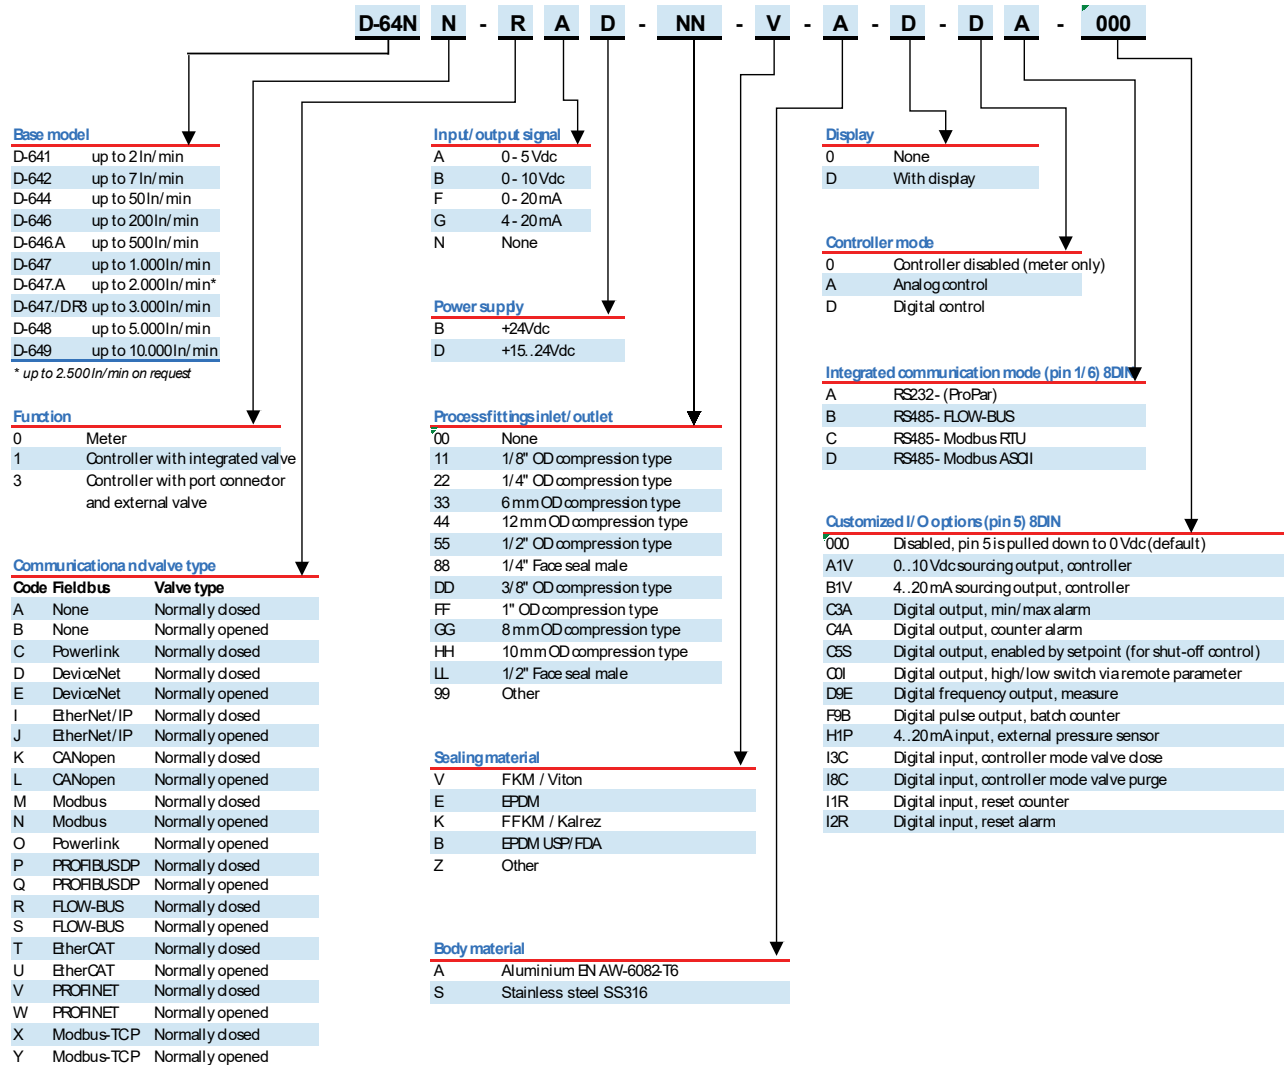 D-64N N - R A D - NN - V - A - D - D A - 000
Base model
D-641 up to 2 ln/min
D-642 up to 7 ln/min
D-644 up to 50 ln/min
D-646 up to 200 ln/min
D-646.A up to 500 ln/min
D-647 up to 1.000 ln/min
D-647.A up to 2.000 ln/min*
D-647./DR3 up to 3.000 ln/min
D-648 up to 5.000 ln/min
D-649 up to 10.000 ln/min
* up to 2.500 ln/min on request
Function
0 Meter
1 Controller with integrated valve
3 Controller with port connector
and external valve
Communication and valve type
Code Fieldbus Valve type
A None Normally closed
B None Normally opened
C Powerlink Normally closed
D DeviceNet Normally closed
E DeviceNet Normally opened
I EtherNet/IP Normally closed
J EtherNet/IP Normally opened
K CANopen Normally closed
L CANopen Normally opened
M Modbus Normally closed
N Modbus Normally opened
O Powerlink Normally opened
P PROFIBUS DP Normally closed
Q PROFIBUS DP Normally opened
R FLOW-BUS Normally closed
S FLOW-BUS Normally opened
T EtherCAT Normally closed
U EtherCAT Normally opened
V PROFINET Normally closed
W PROFINET Normally opened
X Modbus-TCP Normally closed
Y Modbus-TCP Normally opened
Input/output signal
A 0 - 5 Vdc
B 0 - 10 Vdc
F 0 - 20 mA
G 4 - 20 mA
N None
Power supply
B +24Vdc
D +15..24Vdc
Process fittings inlet/outlet
00 None
11 1/8" OD compression type
22 1/4" OD compression type
33 6 mm OD compression type
44 12 mm OD compression type
55 1/2" OD compression type
88 1/4" Face seal male
DD 3/8" OD compression type
FF 1" OD compression type
GG 8 mm OD compression type
HH 10 mm OD compression type
LL 1/2" Face seal male
99 Other
Sealing material
V FKM / Viton
E EPDM
K FFKM / Kalrez
B EPDM USP/FDA
Z Other
Body material
A Aluminium EN AW-6082-T6
S Stainless steel SS316
Display
0 None
D With display
Controller mode
0 Controller disabled (meter only)
A Analog control
D Digital control
Integrated communication mode (pin 1/6) 8DIN
A RS232 - (ProPar)
B RS485 - FLOW-BUS
C RS485 - Modbus RTU
D RS485 - Modbus ASCII
Customized I/O options (pin 5) 8DIN
000 Disabled, pin 5 is pulled down to 0 Vdc (default)
A1V 0..10 Vdc sourcing output, controller
B1V 4..20 mA sourcing output, controller
C3A Digital output, min/max alarm
C4A Digital output, counter alarm
C5S Digital output, enabled by setpoint (for shut-off control)
C0I Digital output, high/low switch via remote parameter
D9E Digital frequency output, measure
F9B Digital pulse output, batch counter
H1P 4..20 mA input, external pressure sensor
I3C Digital input, controller mode valve close
I8C Digital input, controller mode valve purge
I1R Digital input, reset counter
I2R Digital input, reset alarm